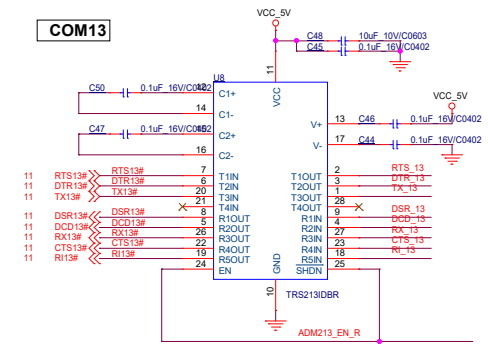 COM13
VCC_5V
C48 10uF_10V/C0603
C45 0.1uF_16V/C0402
U8
11
VCC
C50 0.1uF_16V/C0402 12 C1+
14 C1-
C47 0.1uF_16V/C0402 15 C2+
16 C2-
VCC_5V
V+ 13 C46 0.1uF_16V/C0402
V- 17 C44 0.1uF_16V/C0402
11 RTS13# RTS13# 7 T1IN T1OUT 2 RTS_13
11 DTR13# DTR13# 6 T2IN T2OUT 3 DTR_13
11 TX13# TX13# 20 T3IN T3OUT 1 TX_13
21 T4IN T4OUT 28
11 DSR13# DSR13# 8 R1OUT R1IN 9 DSR_13
11 DCD13# DCD13# 5 R2OUT R2IN 4 DCD_13
11 RX13# RX13# 26 R3OUT R3IN 27 RX_13
11 CTS13# CTS13# 22 R4OUT R4IN 23 CTS_13
11 RI13# RI13# 19 R5OUT R5IN 18 RI_13
24 EN SHDN 25
GND
10
TRS213IDBR
ADM213_EN_R